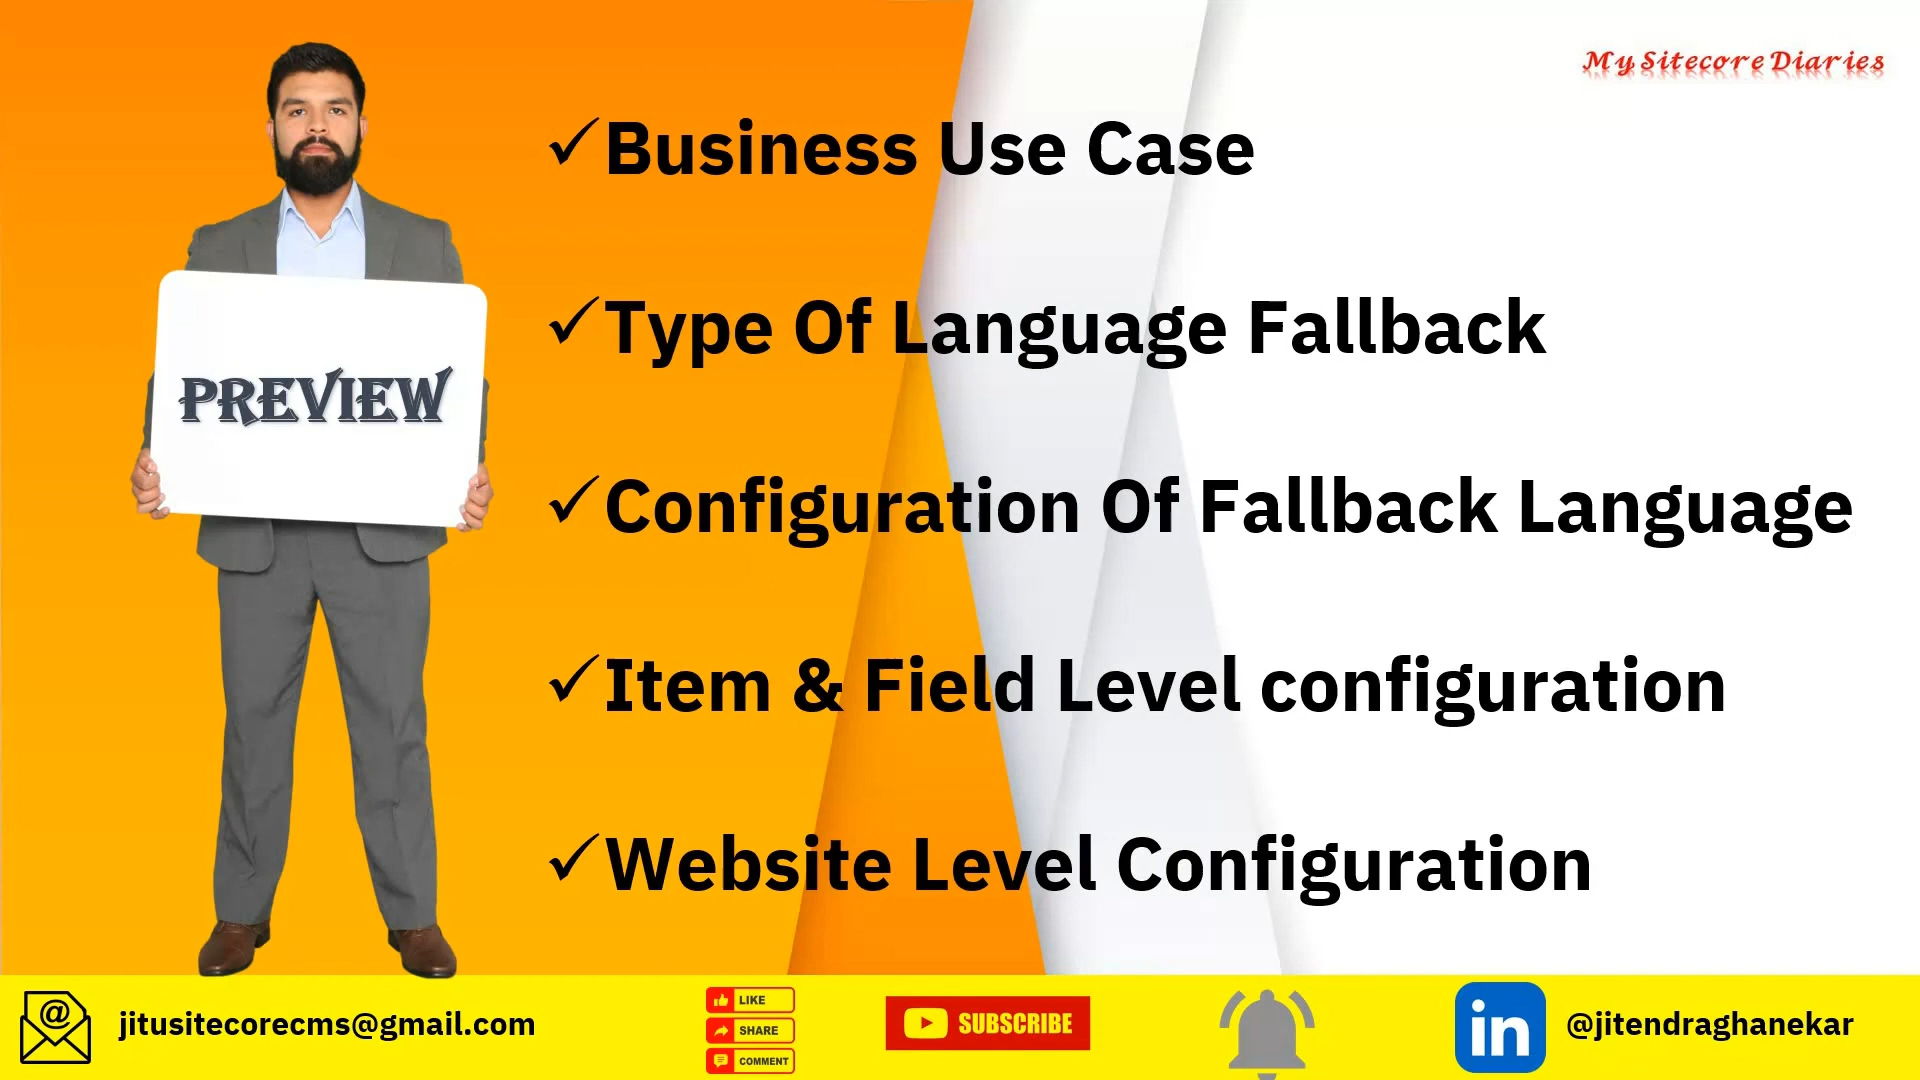 My Sitecore Diaries
✓Business Use Case
✓Type Of Language Fallback
✓Configuration Of Fallback Language
✓Item & Field Level configuration
✓Website Level Configuration
PREVIEW
@
jitusitecorecms@gmail.com
LIKE
SHARE
COMMENT
SUBSCRIBE
in
@jitendraghanekar